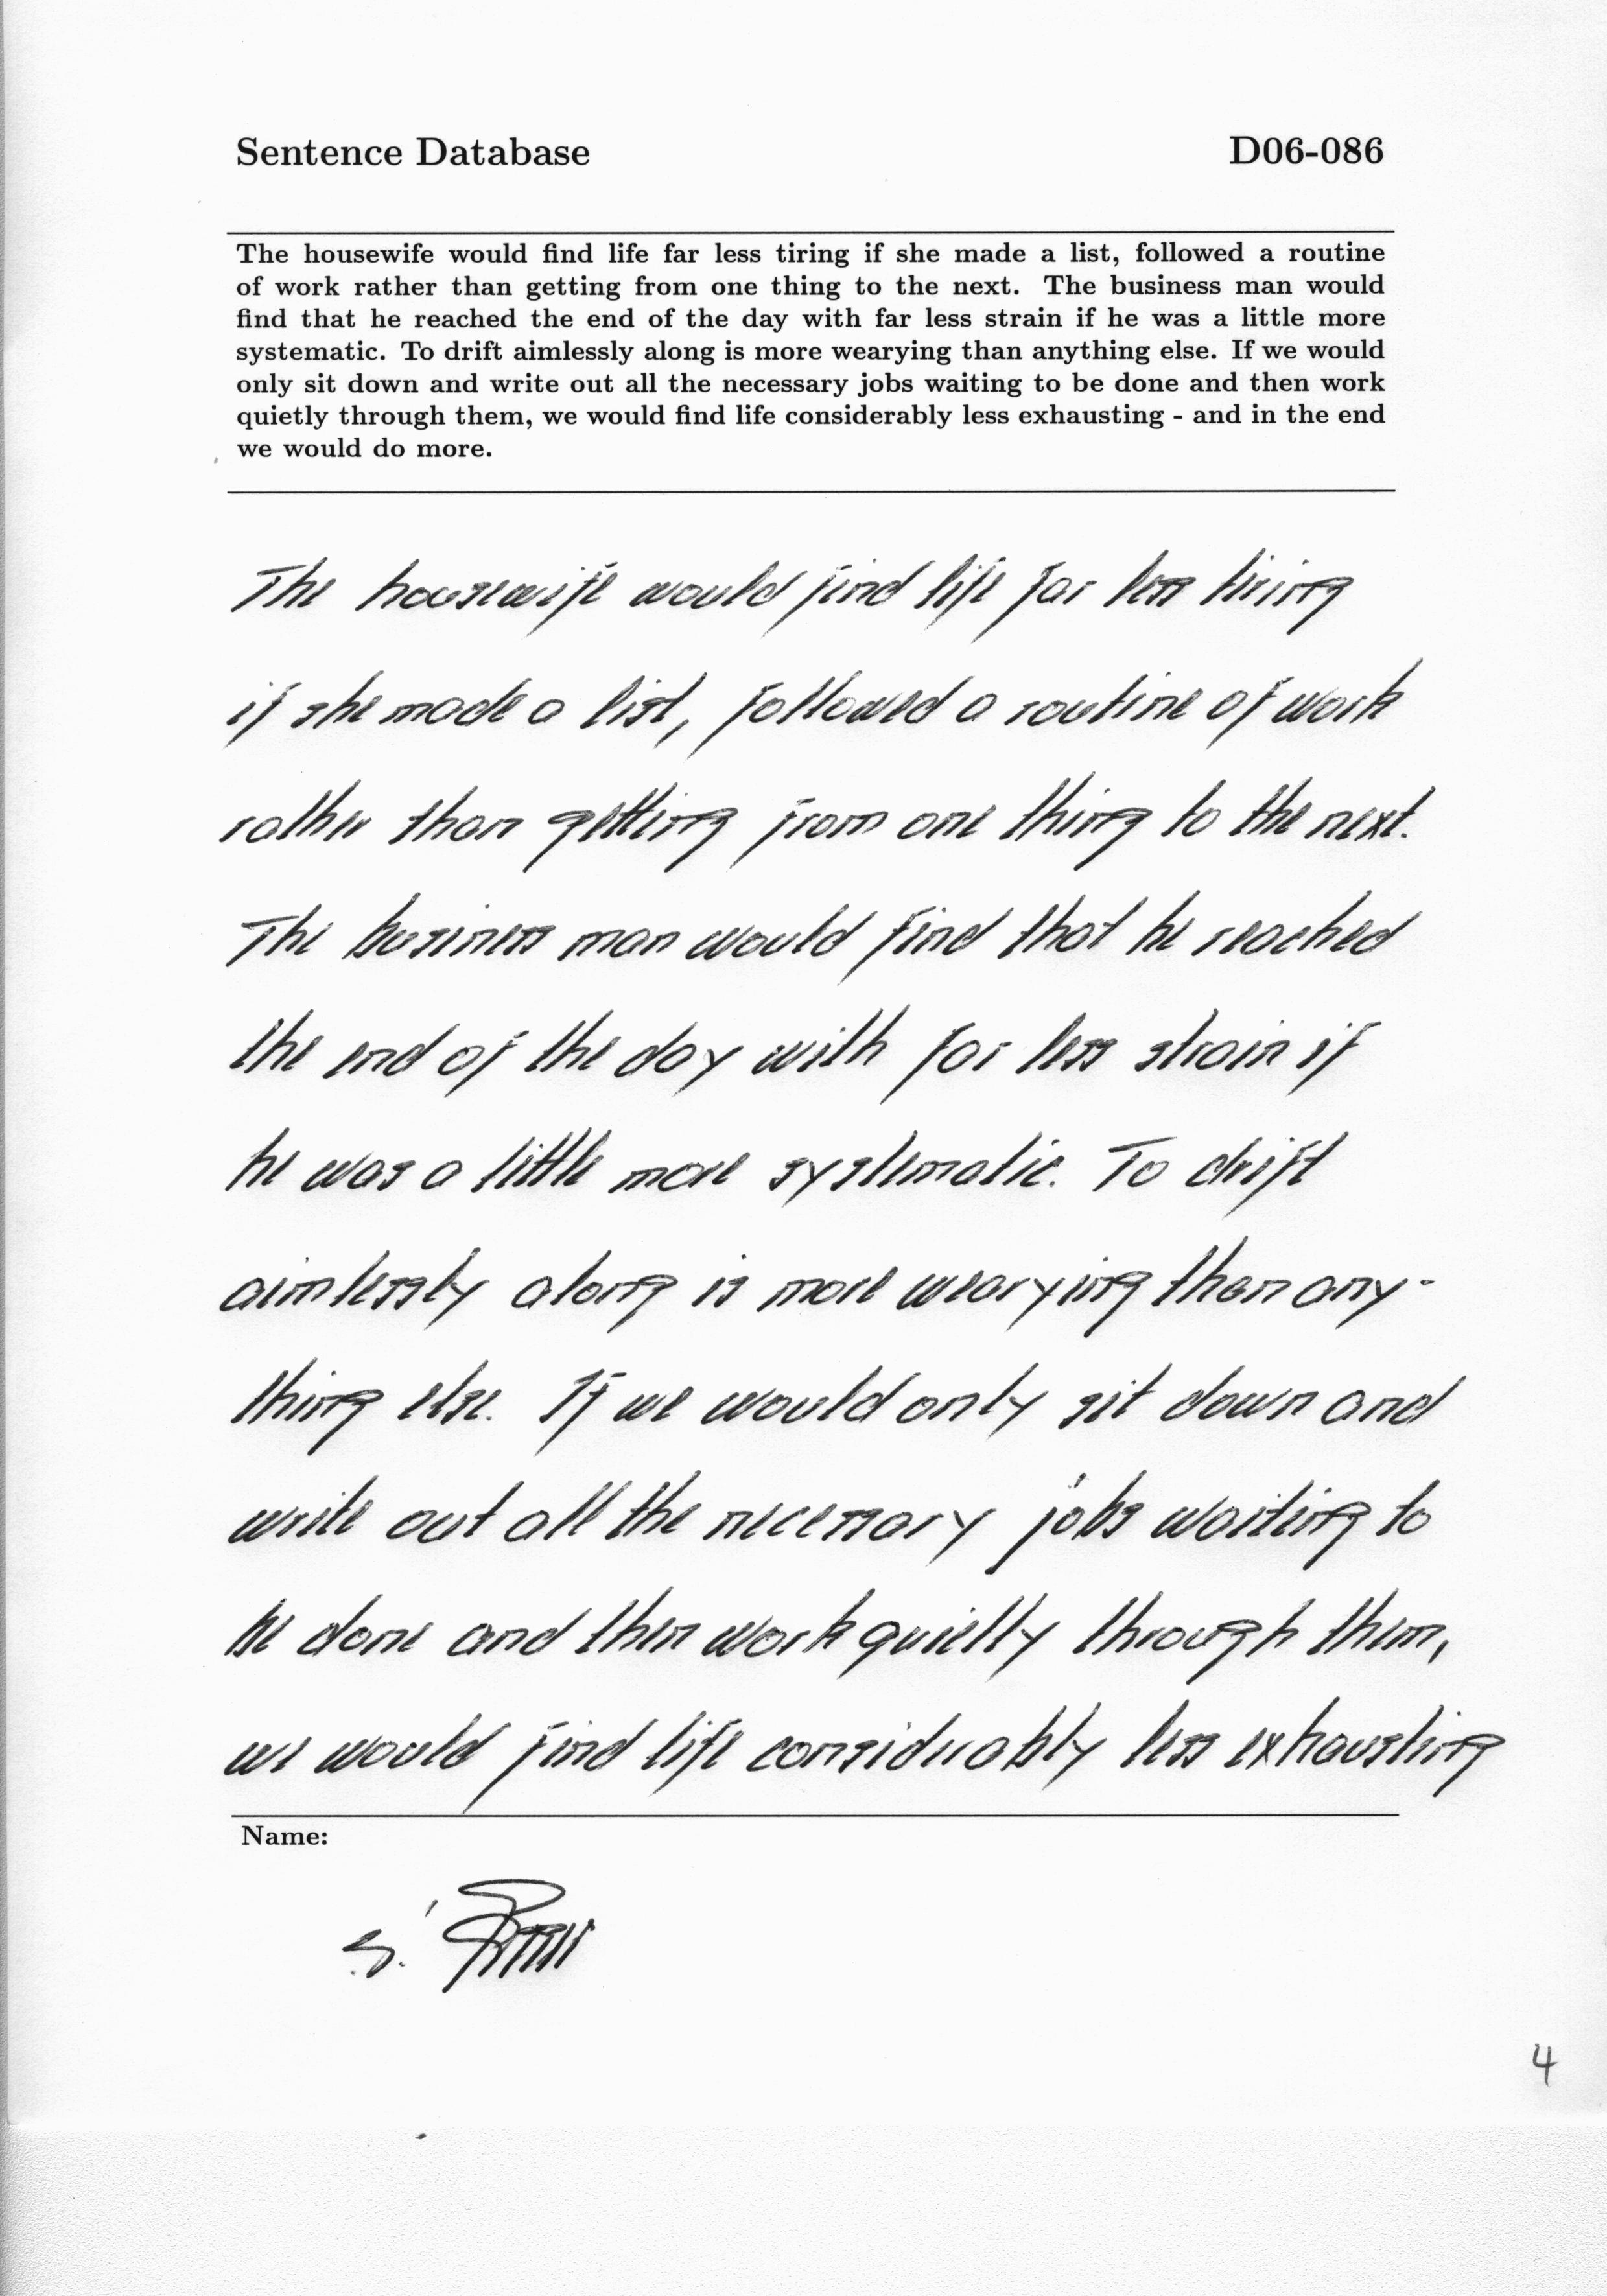 Sentence Database D06-086
The housewife would find life far less tiring if she made a list, followed a routine
of work rather than getting from one thing to the next. The business man would
find that he reached the end of the day with far less strain if he was a little more
systematic. To drift aimlessly along is more wearying than anything else. If we would
only sit down and write out all the necessary jobs waiting to be done and then work
quietly through them, we would find life considerably less exhausting - and in the end
we would do more.
The housewife would find life far less tiring
if she made a list, followed a routine of work
rather than getting from one thing to the next.
The business man would find that he reached
the end of the day with far less strain if
he was a little more systematic. To drift
aimlessly along is more wearying than any-
thing else. If we would only sit down and
write out all the necessary jobs waiting to
be done and then work quietly through them,
we would find life considerably less exhausting
Name:
S.
4